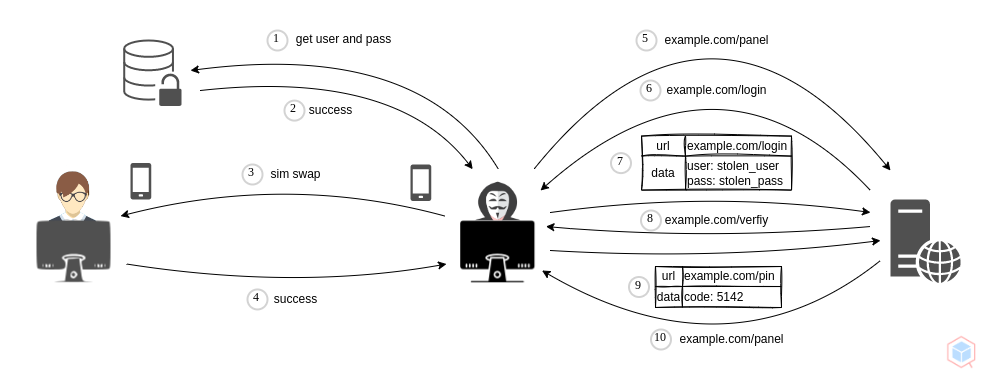 1 get user and pass
2 success
3 sim swap
4 success
5 example.com/panel
6 example.com/login
7
url example.com/login
data user: stolen_user
pass: stolen_pass
8 example.com/verfiy
9
url example.com/pin
data code: 5142
10 example.com/panel